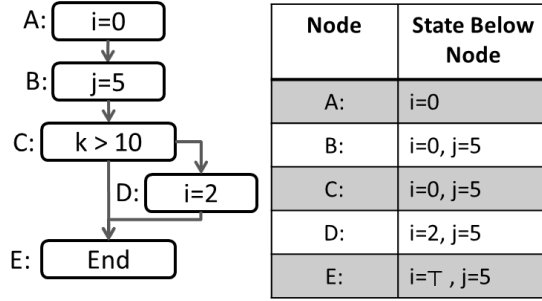 A: i=0
B: j=5
C: k > 10
D: i=2
E: End
Node State Below Node
A: i=0
B: i=0, j=5
C: i=0, j=5
D: i=2, j=5
E: i=⊤ , j=5